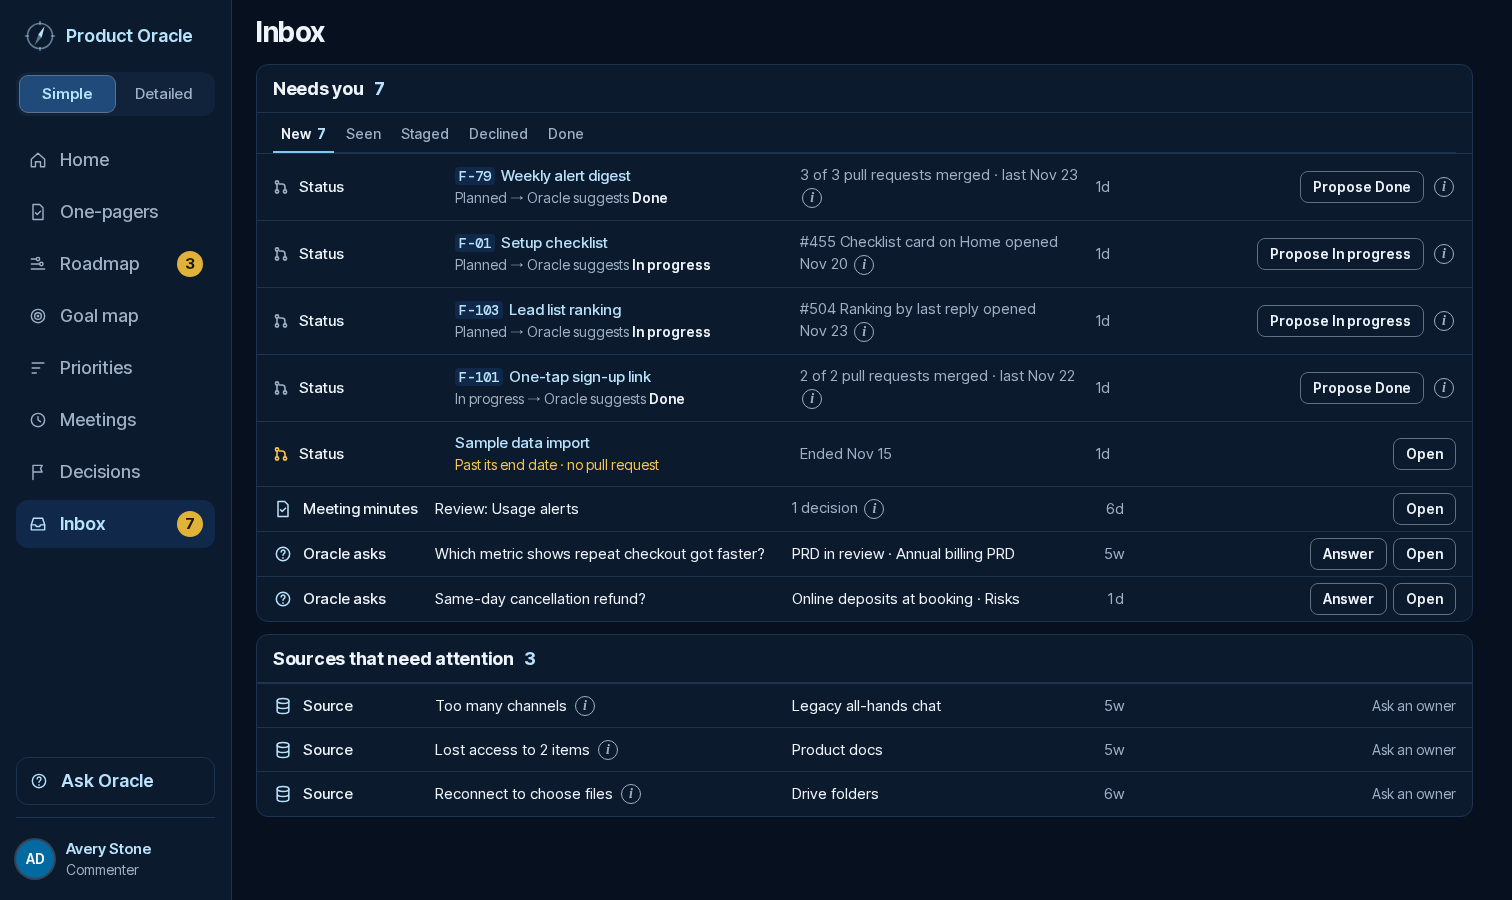 Product Oracle
Simple Detailed
Home
One-pagers
Roadmap 3
Goal map
Priorities
Meetings
Decisions
Inbox 7
Ask Oracle
AD Avery Stone
Commenter
Inbox
Needs you 7
New 7 Seen Staged Declined Done
Status F-79 Weekly alert digest 3 of 3 pull requests merged · last Nov 23 1d Propose Done i
Planned → Oracle suggests Done i
Status F-01 Setup checklist #455 Checklist card on Home opened 1d Propose In progress i
Planned → Oracle suggests In progress Nov 20 i
Status F-103 Lead list ranking #504 Ranking by last reply opened 1d Propose In progress i
Planned → Oracle suggests In progress Nov 23 i
Status F-101 One-tap sign-up link 2 of 2 pull requests merged · last Nov 22 1d Propose Done i
In progress → Oracle suggests Done i
Status Sample data import Ended Nov 15 1d Open
Past its end date · no pull request
Meeting minutes Review: Usage alerts 1 decision i 6d Open
Oracle asks Which metric shows repeat checkout got faster? PRD in review · Annual billing PRD 5w Answer Open
Oracle asks Same-day cancellation refund? Online deposits at booking · Risks 1d Answer Open
Sources that need attention 3
Source Too many channels i Legacy all-hands chat 5w Ask an owner
Source Lost access to 2 items i Product docs 5w Ask an owner
Source Reconnect to choose files i Drive folders 6w Ask an owner